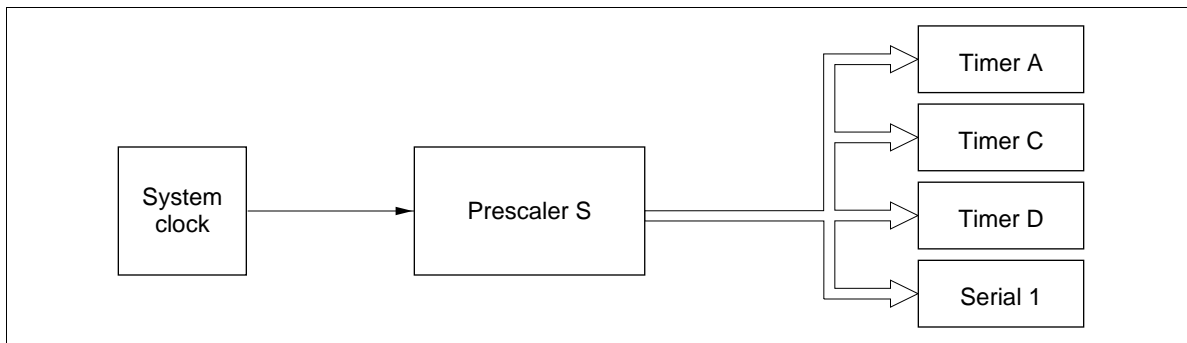 System
clock
Prescaler S
Timer A
Timer C
Timer D
Serial 1